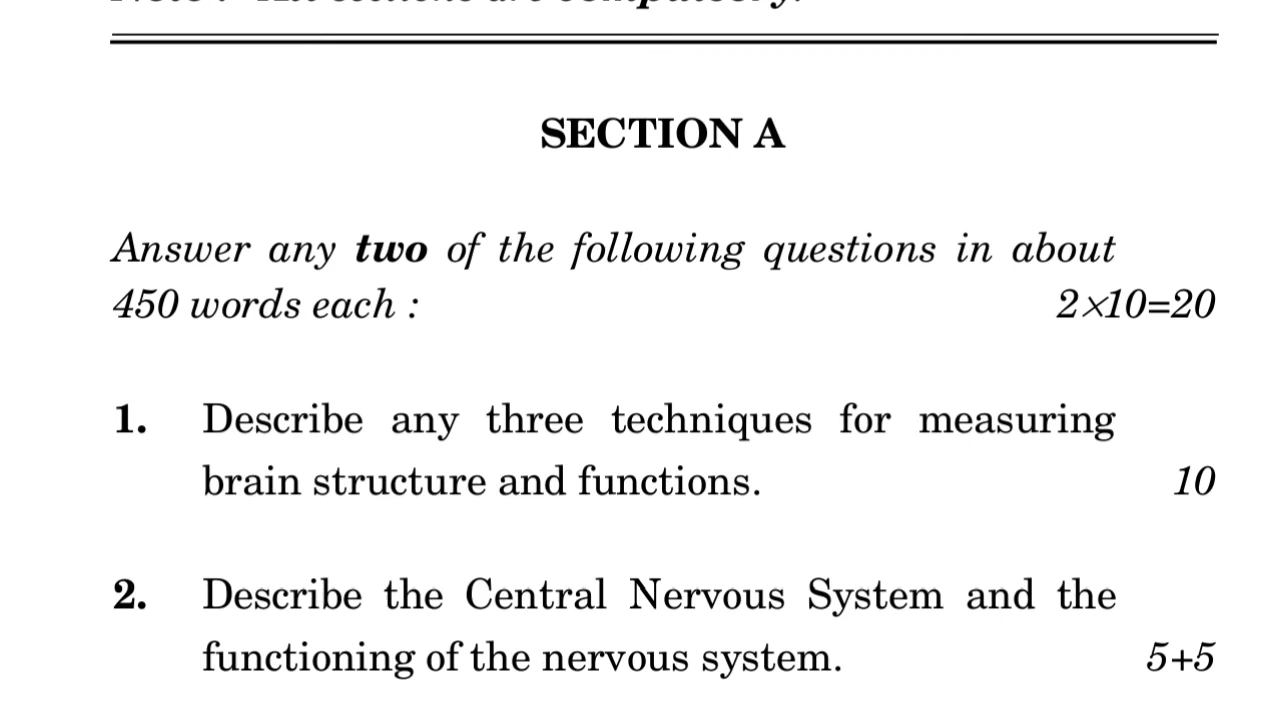 SECTION A
Answer any two of the following questions in about
450 words each : 2×10=20
1. Describe any three techniques for measuring
brain structure and functions. 10
2. Describe the Central Nervous System and the
functioning of the nervous system. 5+5